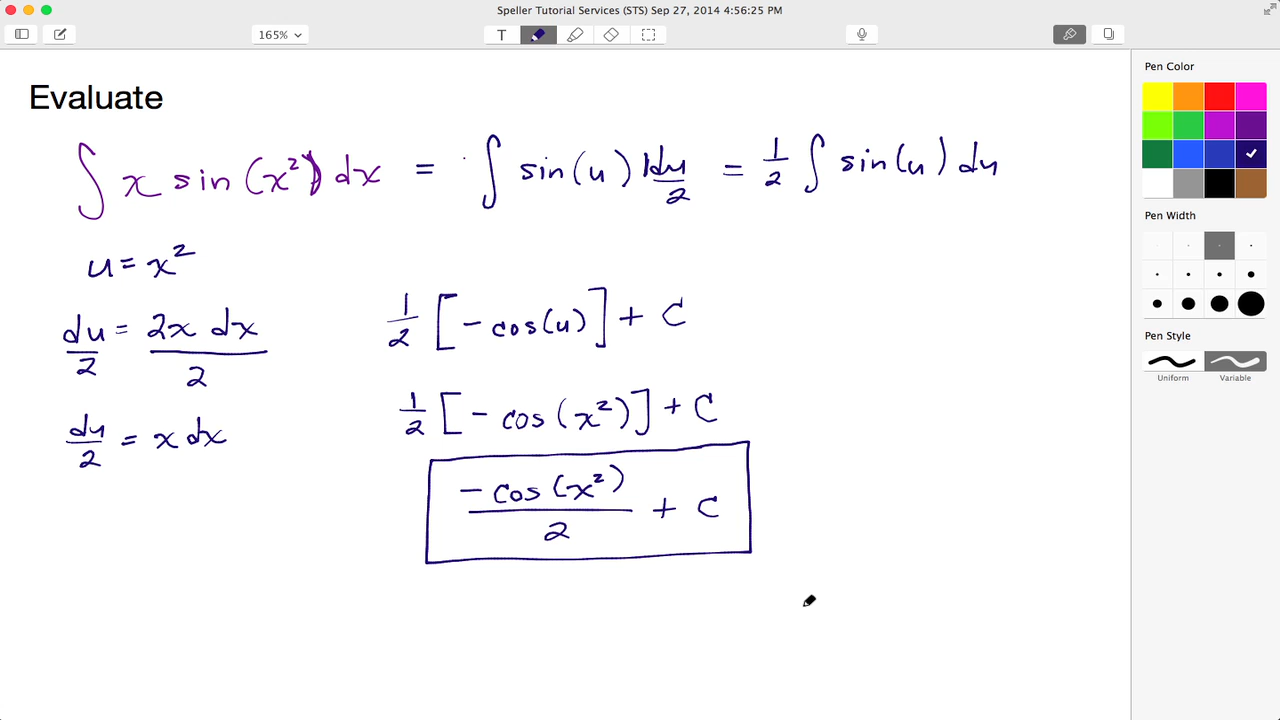 Speller Tutorial Services (STS) Sep 27, 2014 4:56:25 PM
165%
T
Evaluate
∫ x sin(x²) dx = ∫ sin(u) du/2 = 1/2 ∫ sin(u) du
u = x²
du/2 = 2x dx/2
du/2 = x dx
1/2 [-cos(u)] + C
1/2 [-cos(x²)] + C
-cos(x²)/2 + C
Pen Color
Pen Width
Pen Style
Uniform Variable